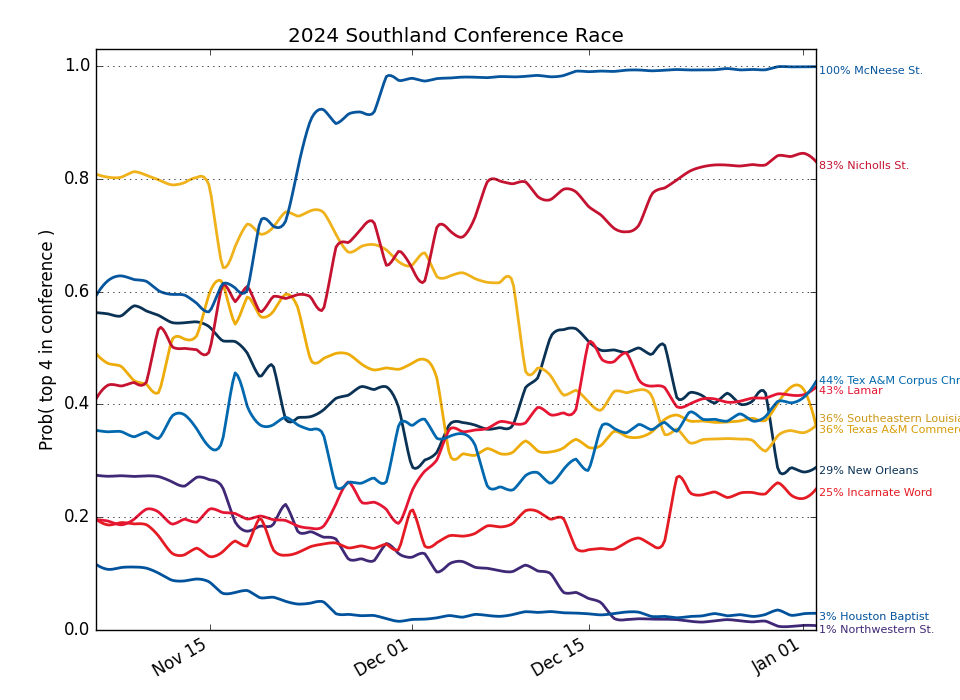 2024 Southland Conference Race
Prob( top 4 in conference )
1.0
0.8
0.6
0.4
0.2
0.0
Nov 15
Dec 01
Dec 15
Jan 01
100% McNeese St.
83% Nicholls St.
44% Tex A&M Corpus Chr
43% Lamar
36% Southeastern Louisia
36% Texas A&M Commerc
29% New Orleans
25% Incarnate Word
3% Houston Baptist
1% Northwestern St.